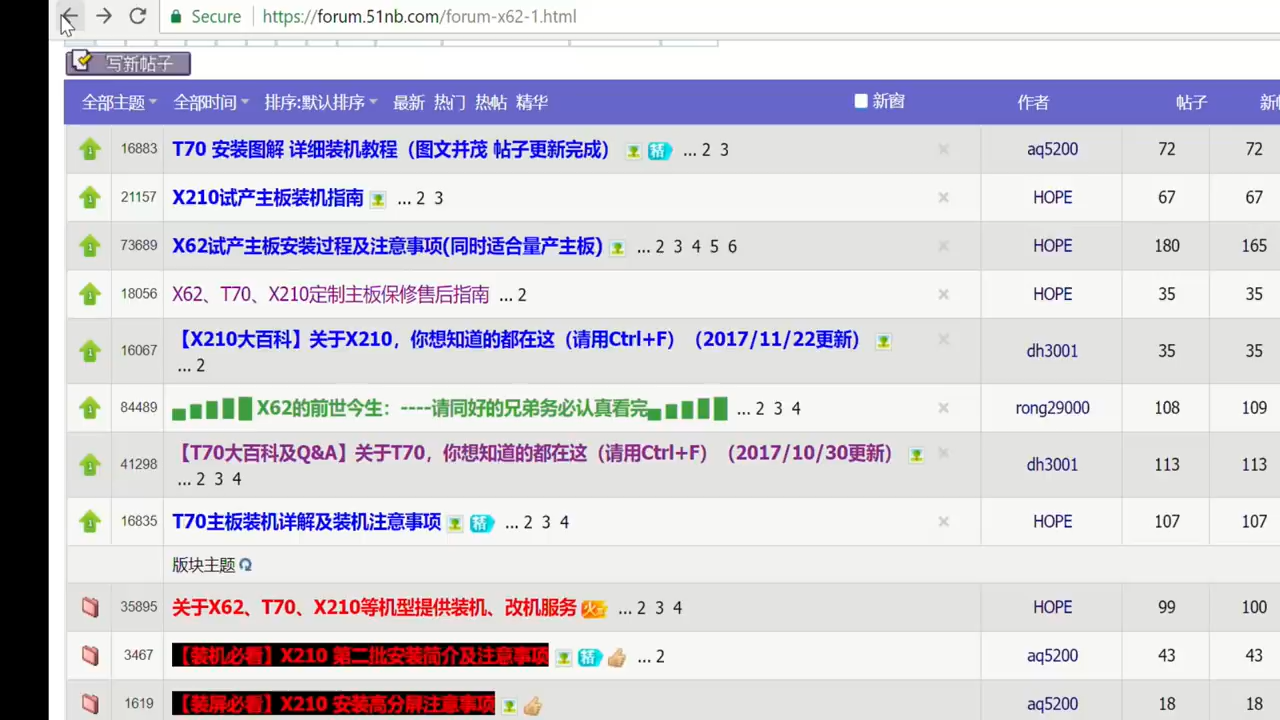 Secure https://forum.51nb.com/forum-x62-1.html
写新帖子
全部主题 全部时间 排序:默认排序 最新 热门 热帖 精华 新窗 作者 帖子
16883 T70 安装图解 详细装机教程（图文并茂 帖子更新完成） 精 ... 2 3 aq5200 72 72
21157 X210试产主板装机指南 ... 2 3 HOPE 67 67
73689 X62试产主板安装过程及注意事项(同时适合量产主板) ... 2 3 4 5 6 HOPE 180 165
18056 X62、T70、X210定制主板保修售后指南 ... 2 HOPE 35 35
16067 【X210大百科】关于X210，你想知道的都在这（请用Ctrl+F）（2017/11/22更新） dh3001 35 35
... 2
84489 X62的前世今生：----请同好的兄弟务必认真看完 ... 2 3 4 rong29000 108 109
41298 【T70大百科及Q&A】关于T70，你想知道的都在这（请用Ctrl+F）（2017/10/30更新） dh3001 113 113
... 2 3 4
16835 T70主板装机详解及装机注意事项 精 ... 2 3 4 HOPE 107 107
版块主题
35895 关于X62、T70、X210等机型提供装机、改机服务 火 ... 2 3 4 HOPE 99 100
3467 【装机必看】X210 第二批安装简介及注意事项 精 ... 2 aq5200 43 43
1619 【装屏必看】X210 安装高分屏注意事项 aq5200 18 18